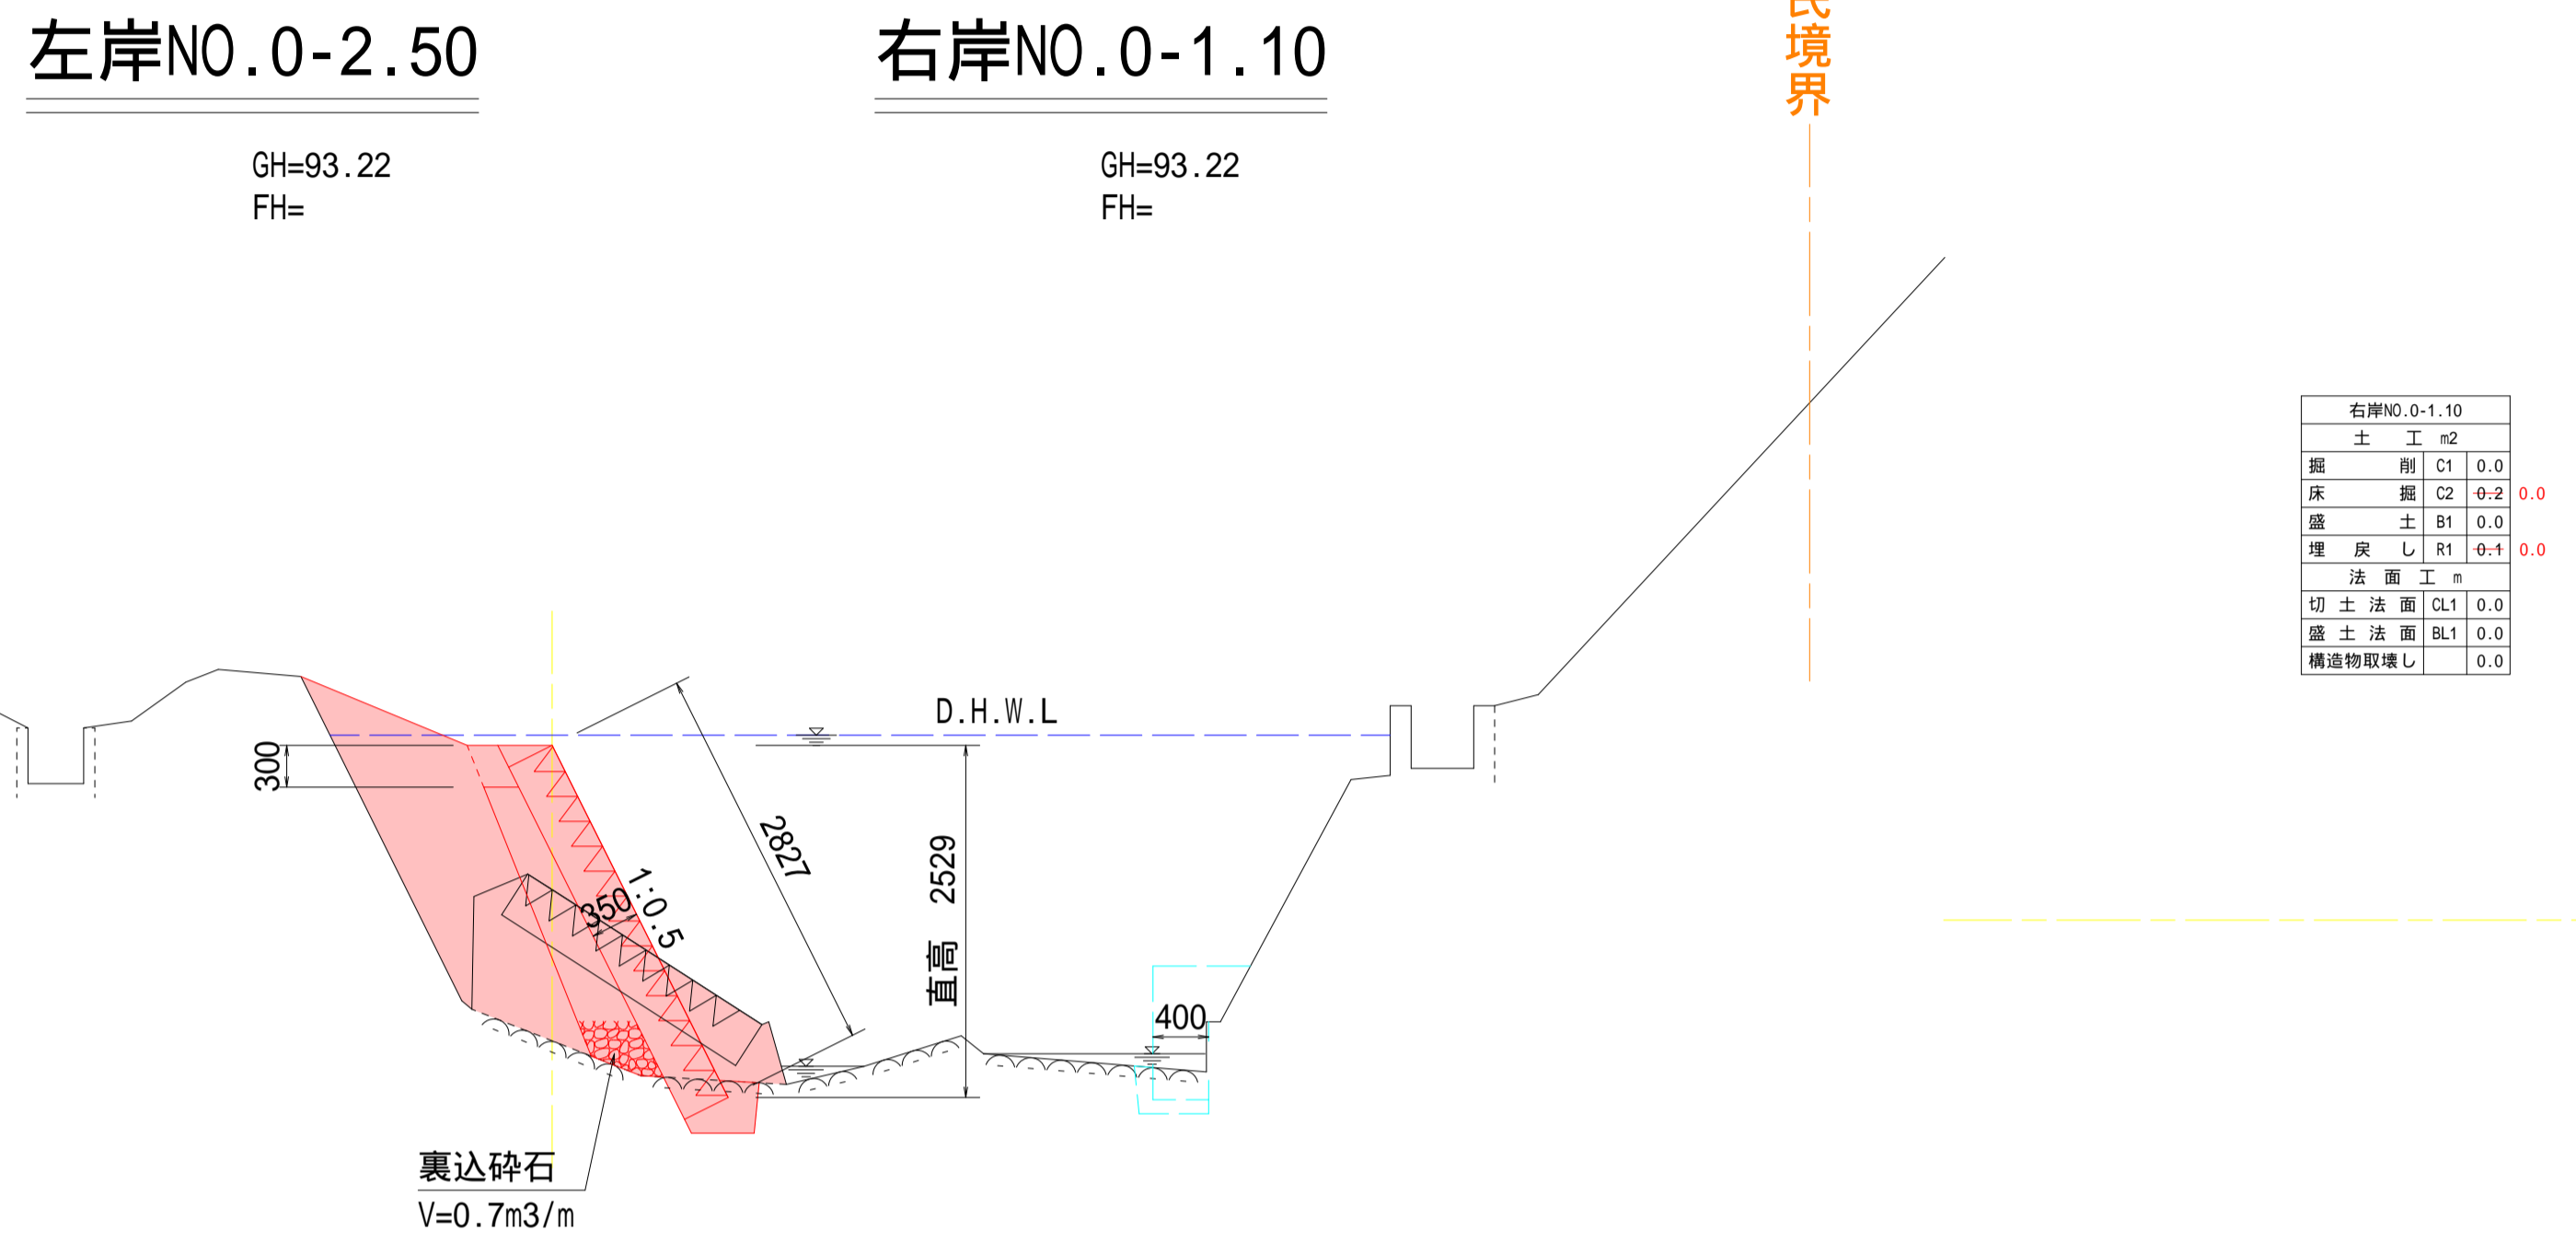 左岸NO.0-2.50
GH=93.22
FH=
右岸NO.0-1.10
GH=93.22
FH=
境界
右岸NO.0-1.10
土 工 m2
掘 削 C1 0.0
床 掘 C2 0.2 0.0
盛 土 B1 0.0
埋 戻 し R1 0.1 0.0
法 面 工 m
切 土 法 面 CL1 0.0
盛 土 法 面 BL1 0.0
構造物取壊し 0.0
D.H.W.L
300
2827
1:0.5
350
直高 2529
400
裏込砕石
V=0.7m3/m